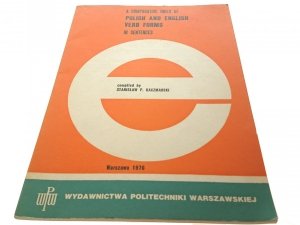 A COMPARATIVE TABLE OF
POLISH AND ENGLISH
VERB FORMS
IN SENTENCES
compiled by
STANISŁAW P. KACZMARSKI
Warszawa 1976
WYDAWNICTWA POLITECHNIKI WARSZAWSKIEJ